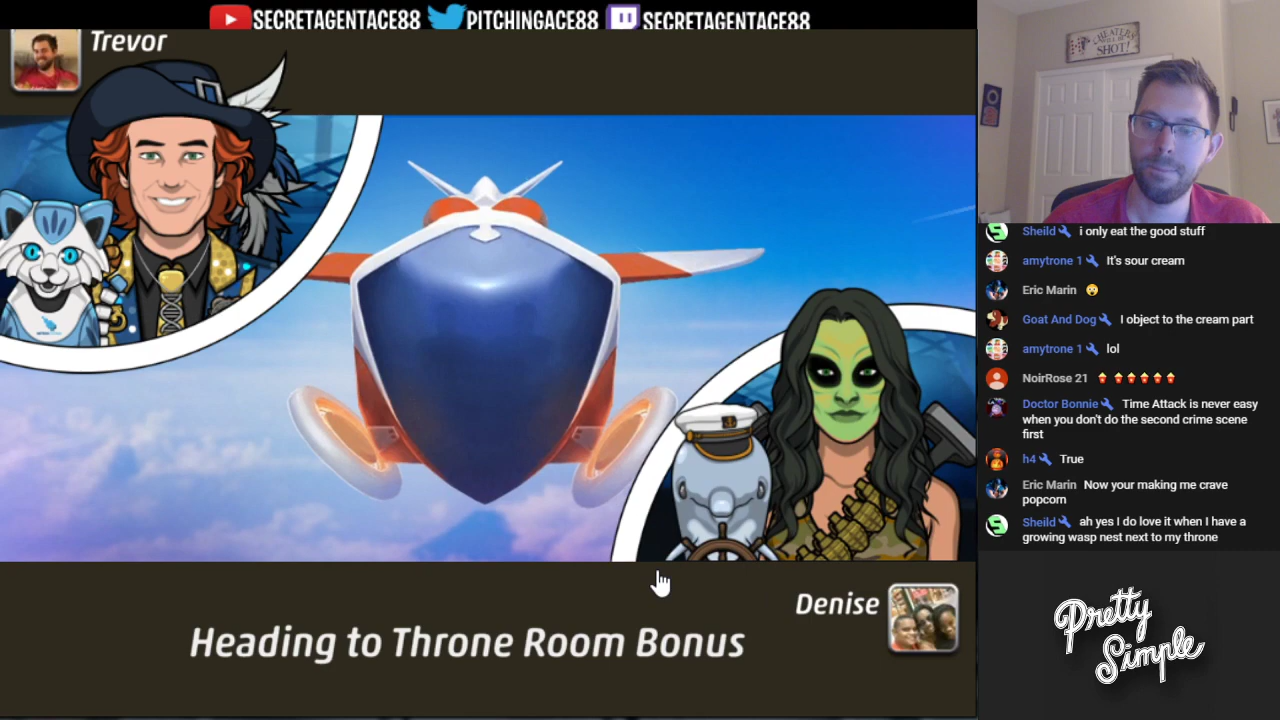 SECRETAGENTACE88 PITCHINGACE88 SECRETAGENTACE88
Trevor
CHEATERS
SHOT!
Sheild i only eat the good stuff
amytrone 1 It's sour cream
Eric Marin 😮
Goat And Dog I object to the cream part
amytrone 1 lol
NoirRose 21 🍿🍿🍿🍿🍿🍿
Doctor Bonnie Time Attack is never easy
when you don't do the second crime scene
first
h4 True
Eric Marin Now your making me crave
popcorn
Sheild ah yes I do love it when I have a
growing wasp nest next to my throne
Denise
Heading to Throne Room Bonus
Pretty
Simple